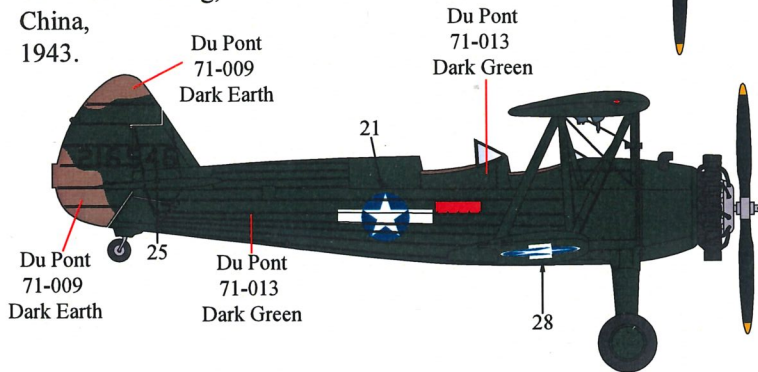 China,
1943.
Du Pont
71-009
Dark Earth
Du Pont
71-013
Dark Green
21
216546
25
Du Pont
71-009
Dark Earth
Du Pont
71-013
Dark Green
28